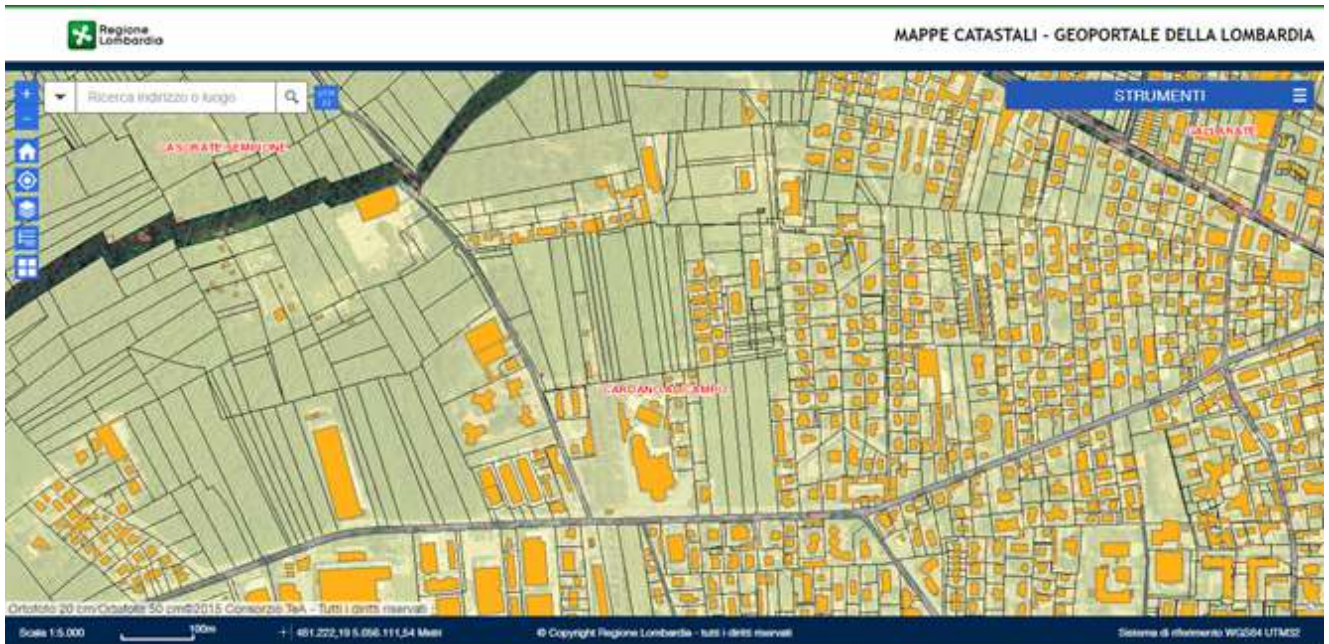 Regione
Lombardia
MAPPE CATASTALI - GEOPORTALE DELLA LOMBARDIA
+
Ricerca indirizzo o luogo
STRUMENTI
-
CASORATE SEMPIONE
GALLARATE
CARDANO AL CAMPO
Ortofoto 20 cm/Ortofoto 50 cm©2015 Consorzio TeA - Tutti i diritti riservati
Scala 1:5.000
100m
481.222,19 5.056.111,54 Metri
© Copyright Regione Lombardia - tutti i diritti riservati
Sistema di riferimento WGS84 UTM32